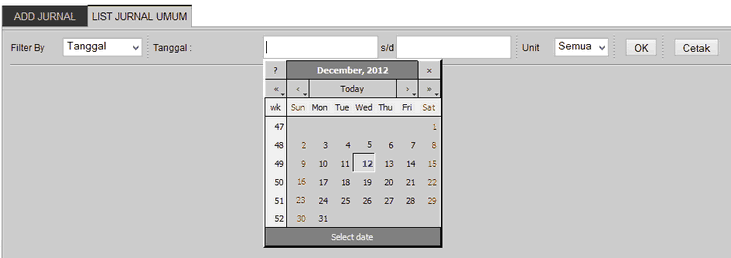 ADD JURNAL LIST JURNAL UMUM
Filter By Tanggal Tanggal : s/d Unit Semua OK Cetak
? December, 2012 ×
« ‹ Today › »
wk Sun Mon Tue Wed Thu Fri Sat
47 1
48 2 3 4 5 6 7 8
49 9 10 11 12 13 14 15
50 16 17 18 19 20 21 22
51 23 24 25 26 27 28 29
52 30 31
Select date